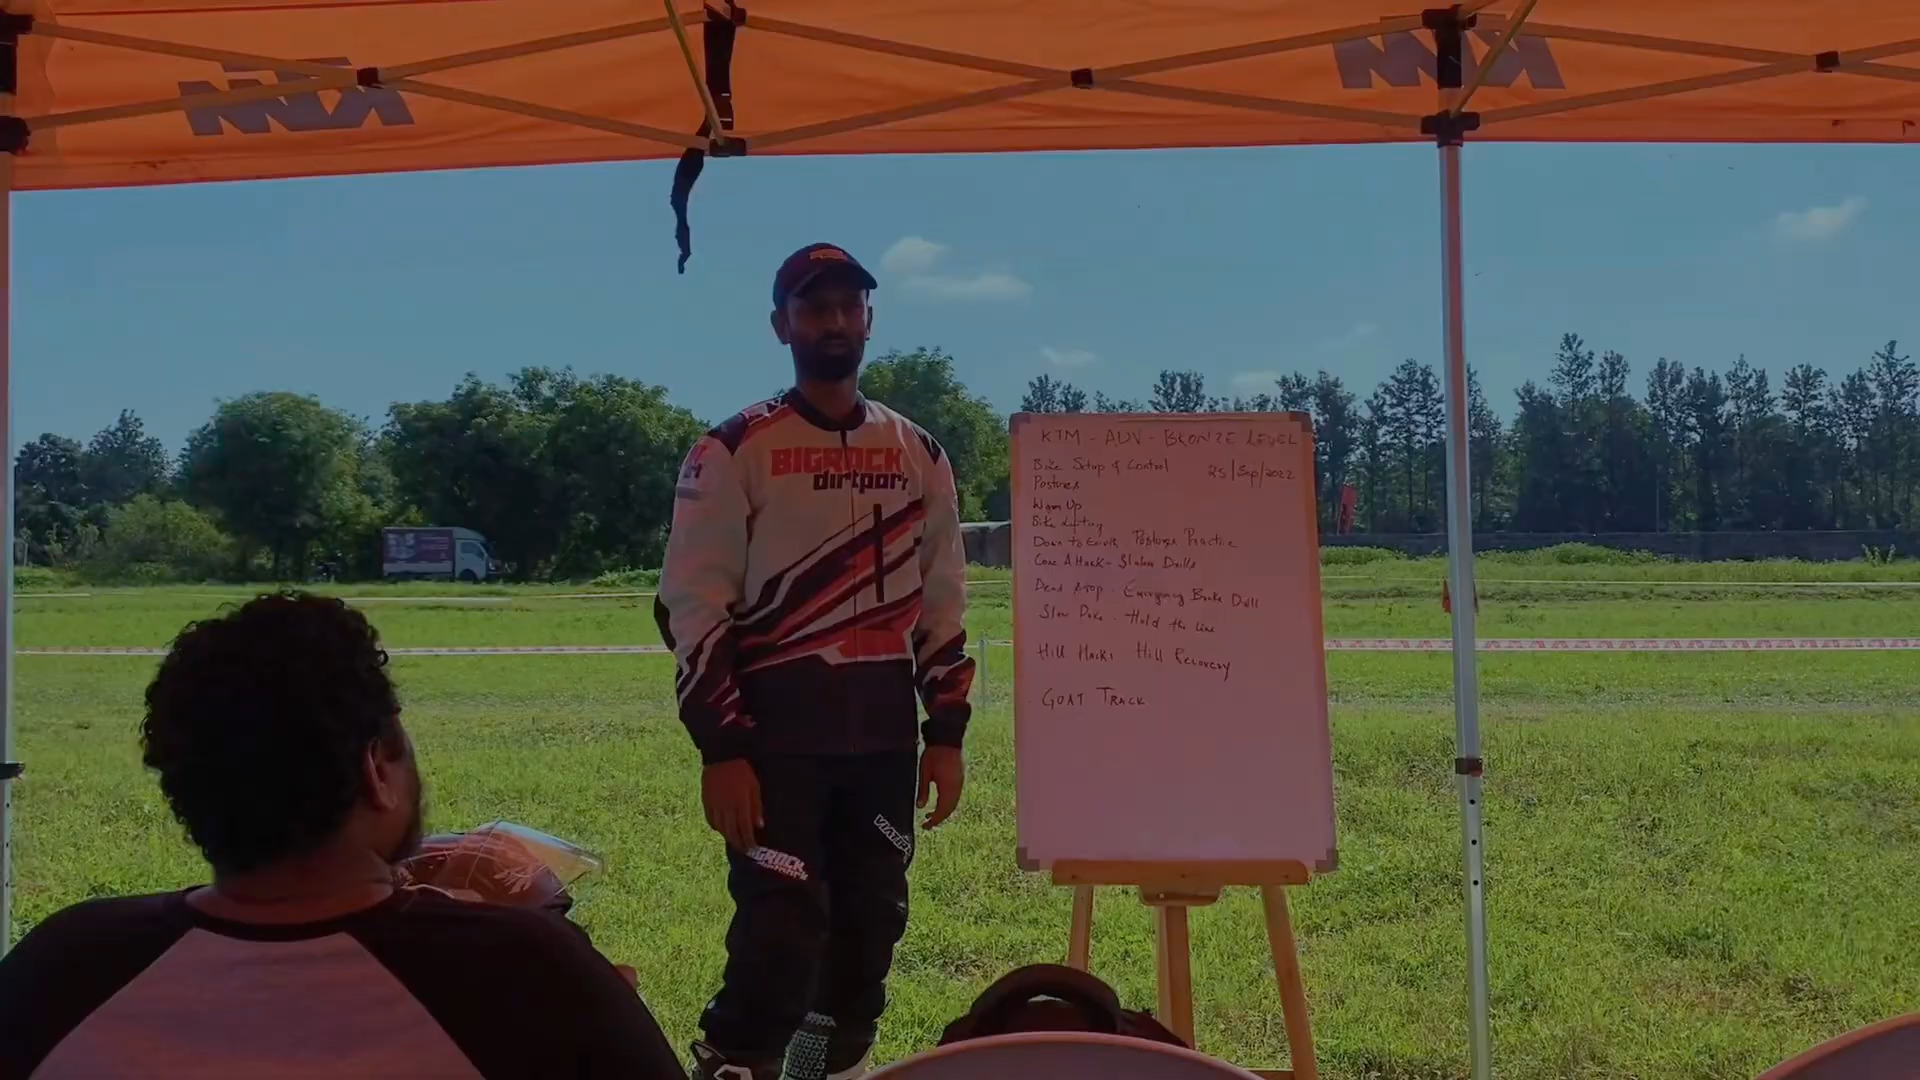 KTM
KTM
BIGROCK
dirtpark
KTM - ADV - BRONZE LEVEL
Bike Setup & Control 25/Sep/2022
Postures
Warm Up
Bike Lifting
Down to Earth Postures Practice
Cone Attack - Slalom Drills
Dead Stop - Emergency Brake Drill
Slow Poke - Hold the line
Hill Hacks Hill Recovery
GOAT TRACK
BIGROCK
dirtpark